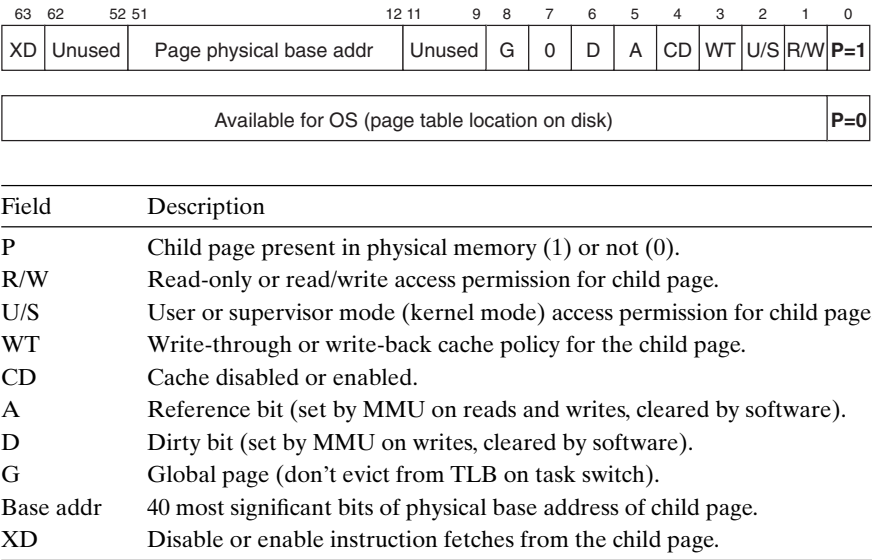 63 62 52 51 12 11 9 8 7 6 5 4 3 2 1 0
XD Unused Page physical base addr Unused G 0 D A CD WT U/S R/W P=1
Available for OS (page table location on disk) P=0
Field Description
P Child page present in physical memory (1) or not (0).
R/W Read-only or read/write access permission for child page.
U/S User or supervisor mode (kernel mode) access permission for child page
WT Write-through or write-back cache policy for the child page.
CD Cache disabled or enabled.
A Reference bit (set by MMU on reads and writes, cleared by software).
D Dirty bit (set by MMU on writes, cleared by software).
G Global page (don't evict from TLB on task switch).
Base addr 40 most significant bits of physical base address of child page.
XD Disable or enable instruction fetches from the child page.